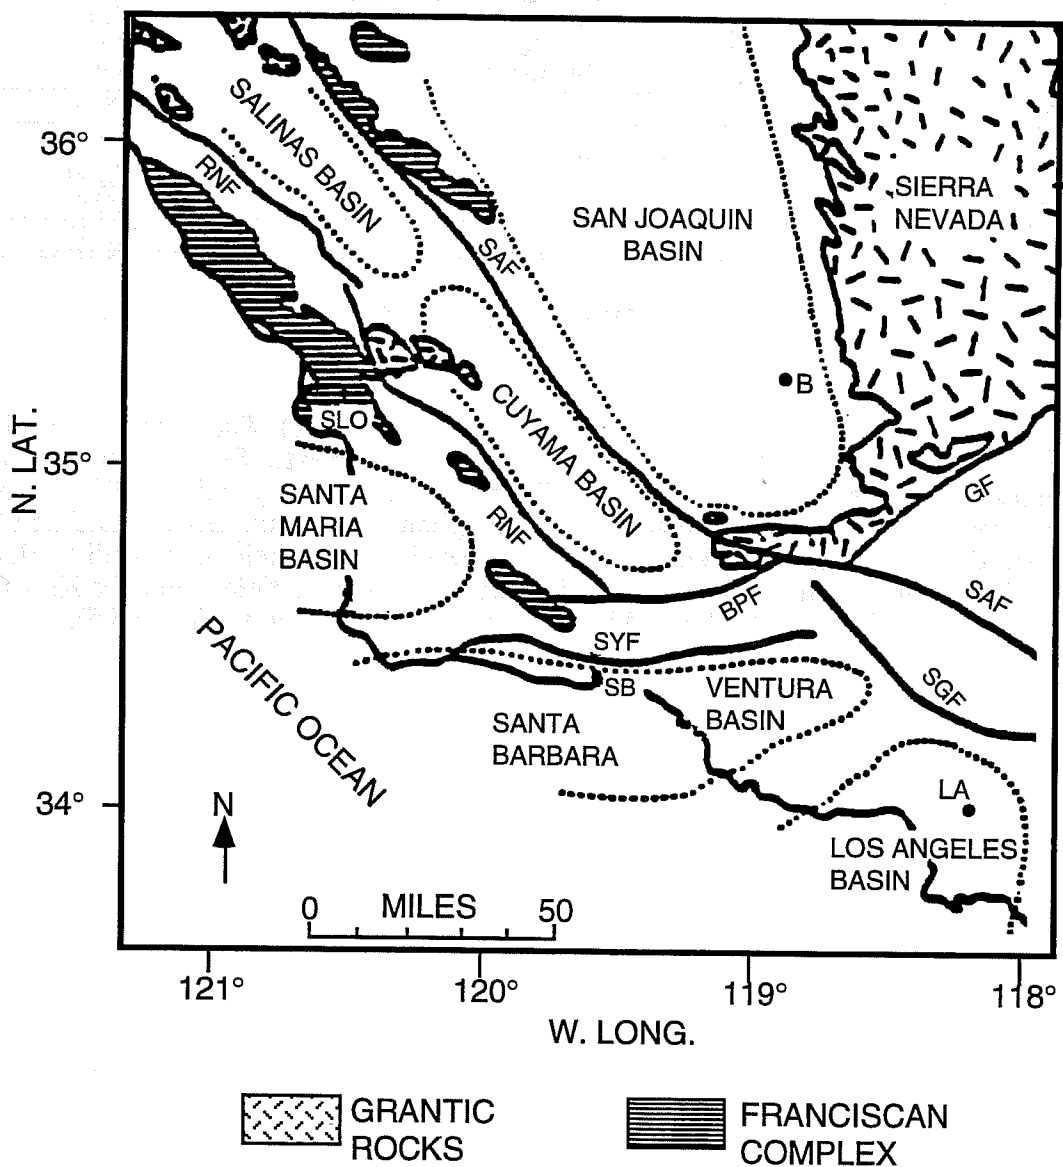 SALINAS BASIN
36°
RNF
SIERRA
NEVADA
SAN JOAQUIN
BASIN
SAF
B
CUYAMA BASIN
SLO
35°
N. LAT.
SANTA
MARIA
BASIN
RNF
GF
BPF
SAF
SYF
SB
SGF
VENTURA
BASIN
PACIFIC OCEAN
SANTA
BARBARA
34°
N
LA
LOS ANGELES
BASIN
0 MILES 50
121° 120° 119° 118°
W. LONG.
GRANTIC
ROCKS
FRANCISCAN
COMPLEX